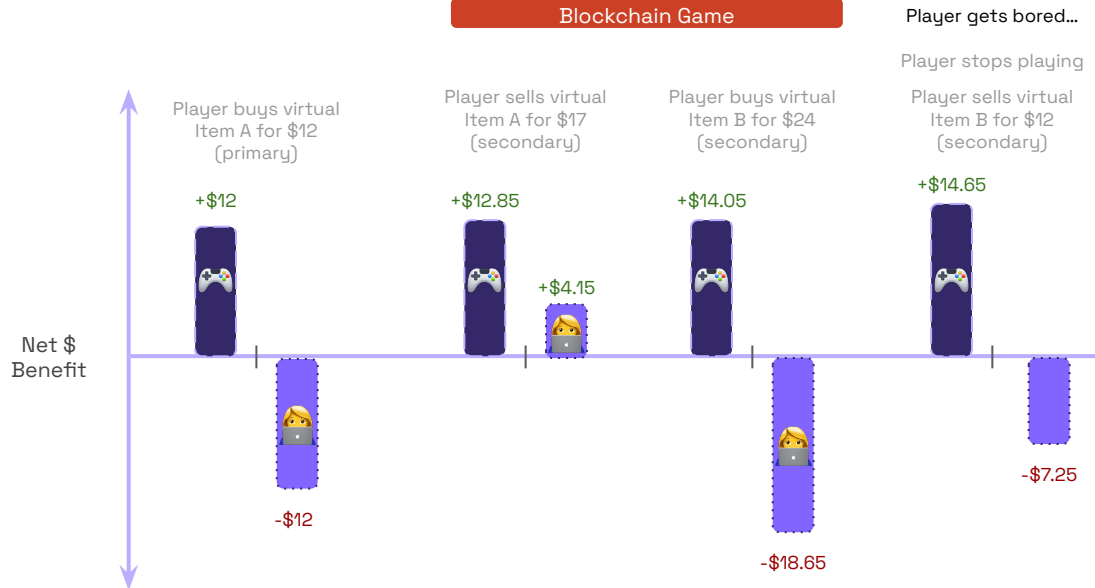 Blockchain Game
Player gets bored…
Player stops playing
Player buys virtual
Item A for $12
(primary)
Player sells virtual
Item A for $17
(secondary)
Player buys virtual
Item B for $24
(secondary)
Player sells virtual
Item B for $12
(secondary)
+$12
+$12.85
+$4.15
+$14.05
+$14.65
Net $
Benefit
-$12
-$18.65
-$7.25